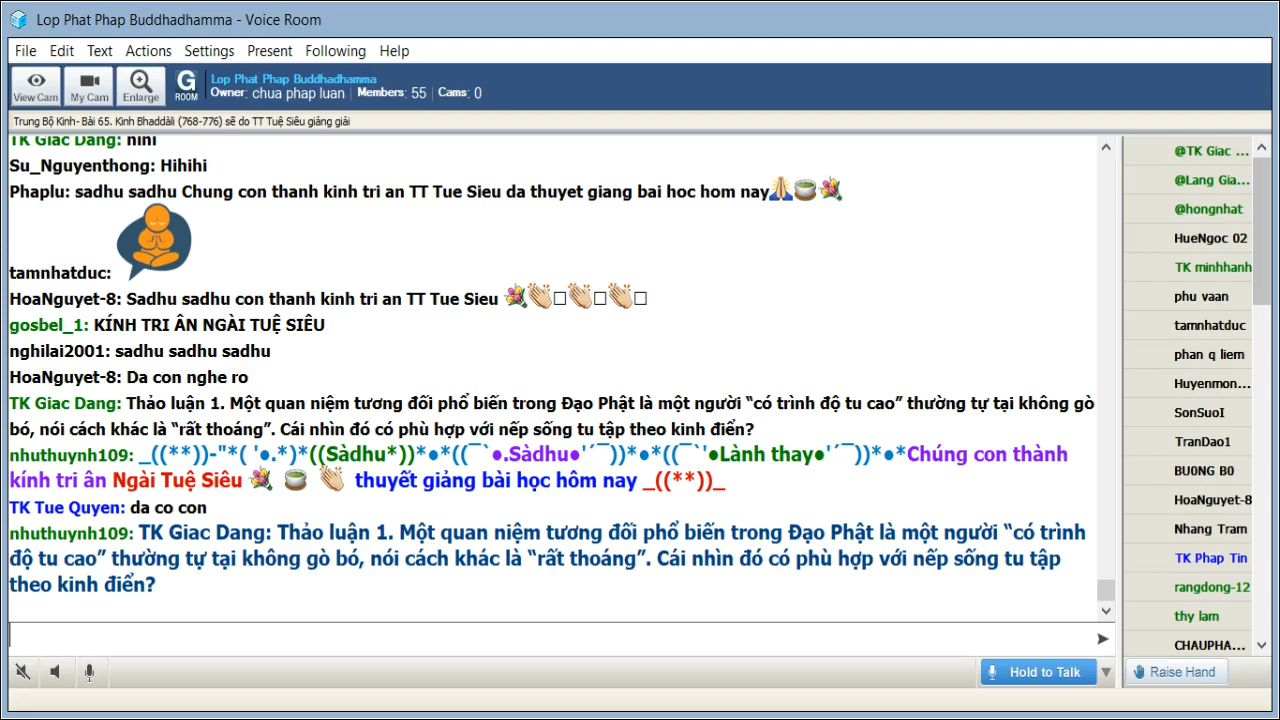 Lop Phat Phap Buddhadhamma - Voice Room
File Edit Text Actions Settings Present Following Help
View Cam My Cam Enlarge G ROOM
Lop Phat Phap Buddhadhamma
Owner: chua phap luan Members: 55 Cams: 0
Trung Bộ Kinh- Bài 65. Kinh Bhaddàli (768-776) sẽ do TT Tuệ Siêu giảng giải
TK Giac Dang: hihi
Su_Nguyenthong: Hihihi
Phaplu: sadhu sadhu Chung con thanh kinh tri an TT Tue Sieu da thuyet giang bai hoc hom nay🙏🍵💐
tamnhatduc:
HoaNguyet-8: Sadhu sadhu con thanh kinh tri an TT Tue Sieu 💐👏□👏□👏□
gosbel_1: KÍNH TRI ÂN NGÀI TUỆ SIÊU
nghilai2001: sadhu sadhu sadhu
HoaNguyet-8: Da con nghe ro
TK Giac Dang: Thảo luận 1. Một quan niệm tương đối phổ biến trong Đạo Phật là một người “có trình độ tu cao” thường tự tại không gò
bó, nói cách khác là “rất thoáng”. Cái nhìn đó có phù hợp với nếp sống tu tập theo kinh điển?
nhuthuynh109: _((**))-"*( '●.*)*((Sàdhu*))*●*((¯`●.Sàdhu●'´¯))*●*((¯`'●Lành thay●'´¯))*●*Chúng con thành
kính tri ân Ngài Tuệ Siêu 💐 🍵 👏 thuyết giảng bài học hôm nay _((**))_
TK Tue Quyen: da co con
nhuthuynh109: TK Giac Dang: Thảo luận 1. Một quan niệm tương đối phổ biến trong Đạo Phật là một người “có trình
độ tu cao” thường tự tại không gò bó, nói cách khác là “rất thoáng”. Cái nhìn đó có phù hợp với nếp sống tu tập
theo kinh điển?
@TK Giac ...
@Lang Gia...
@hongnhat
HueNgoc 02
TK minhhanh
phu vaan
tamnhatduc
phan q liem
Huyenmon...
SonSuoI
TranDao1
BU0NG B0
HoaNguyet-8
Nhang Tram
TK Phap Tin
rangdong-12
thy lam
CHAUPHA...
Hold to Talk
Raise Hand